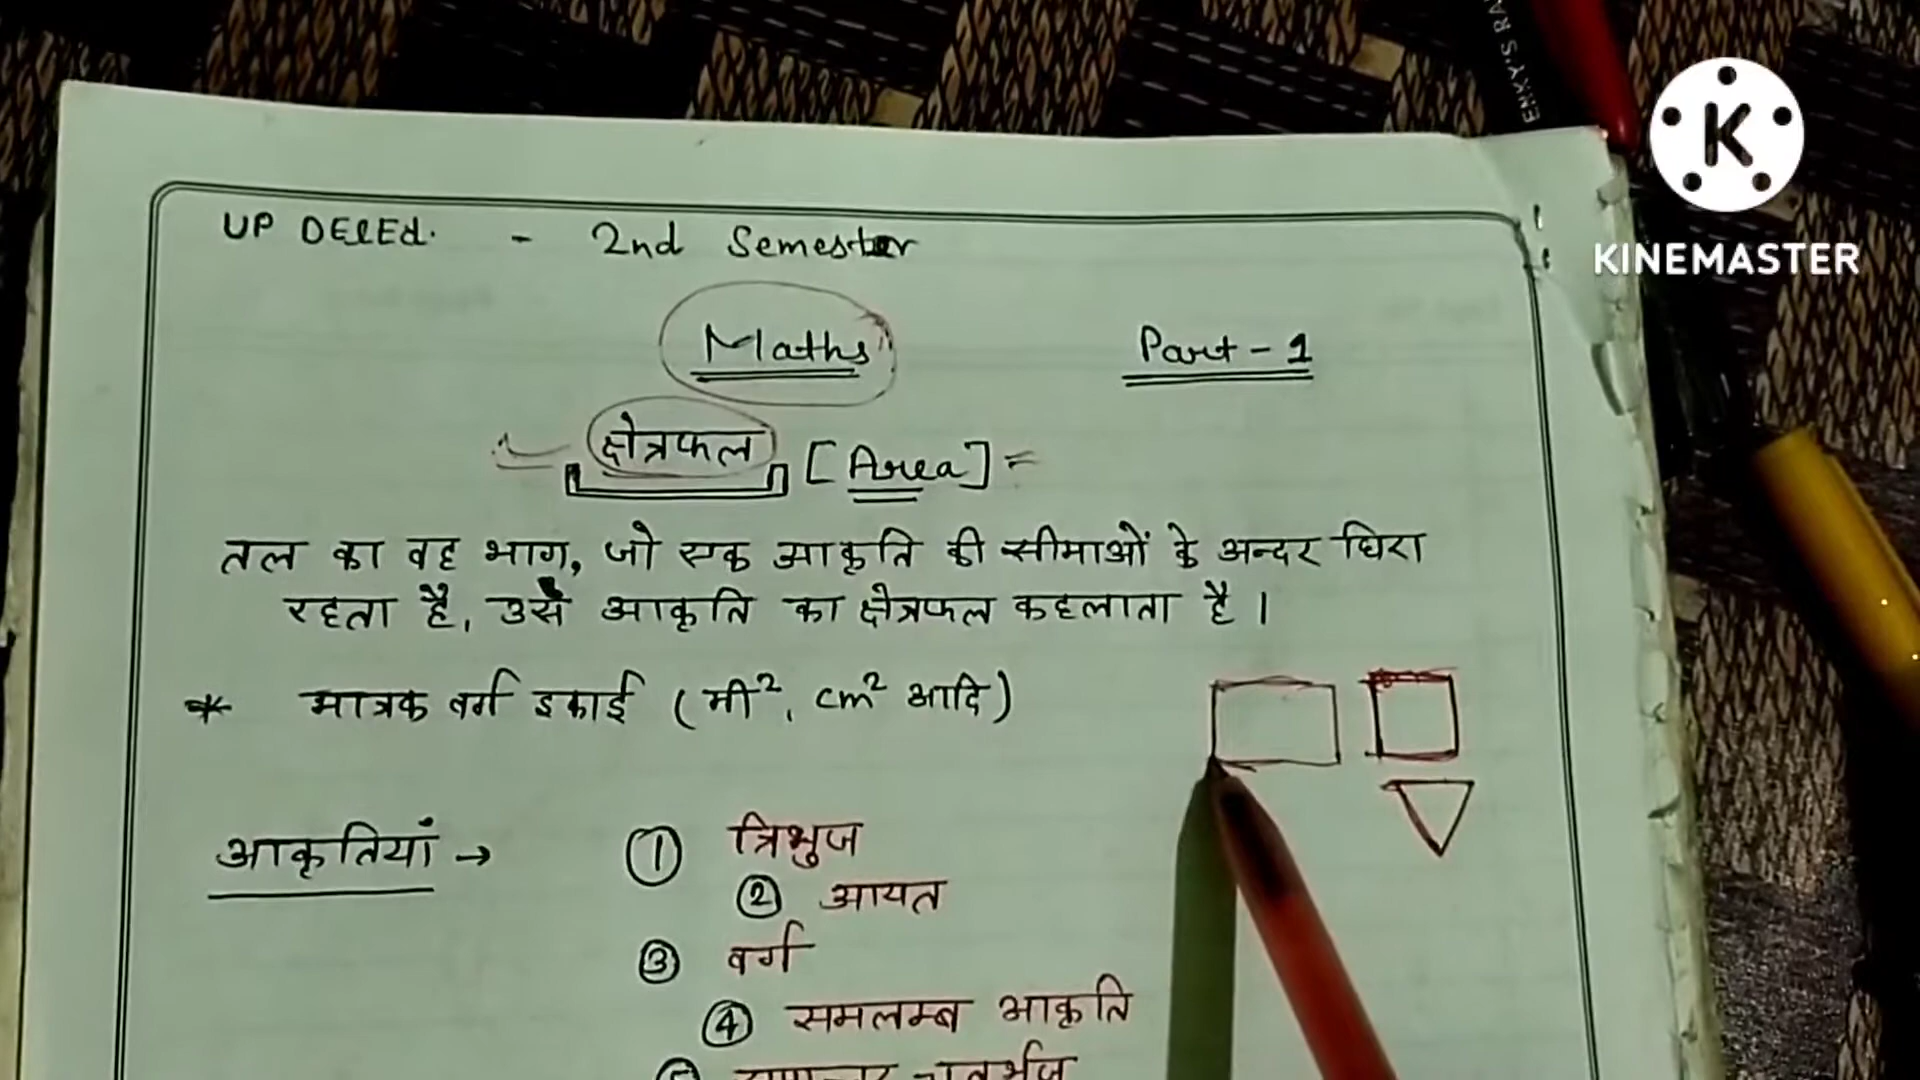 UP DELEd. - 2nd Semester
Maths
Part - 1
क्षेत्रफल [Area] =
तल का वह भाग, जो एक आकृति की सीमाओं के अन्दर घिरा
रहता है, उसे आकृति का क्षेत्रफल कहलाता है।
* मात्रक वर्ग इकाई (मी², cm² आदि)
आकृतियां → ① त्रिभुज
② आयत
③ वर्ग
④ समलम्ब आकृति
K
KINEMASTER